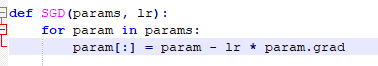 def SGD(params, lr):
    for param in params:
        param[:] = param - lr * param.grad